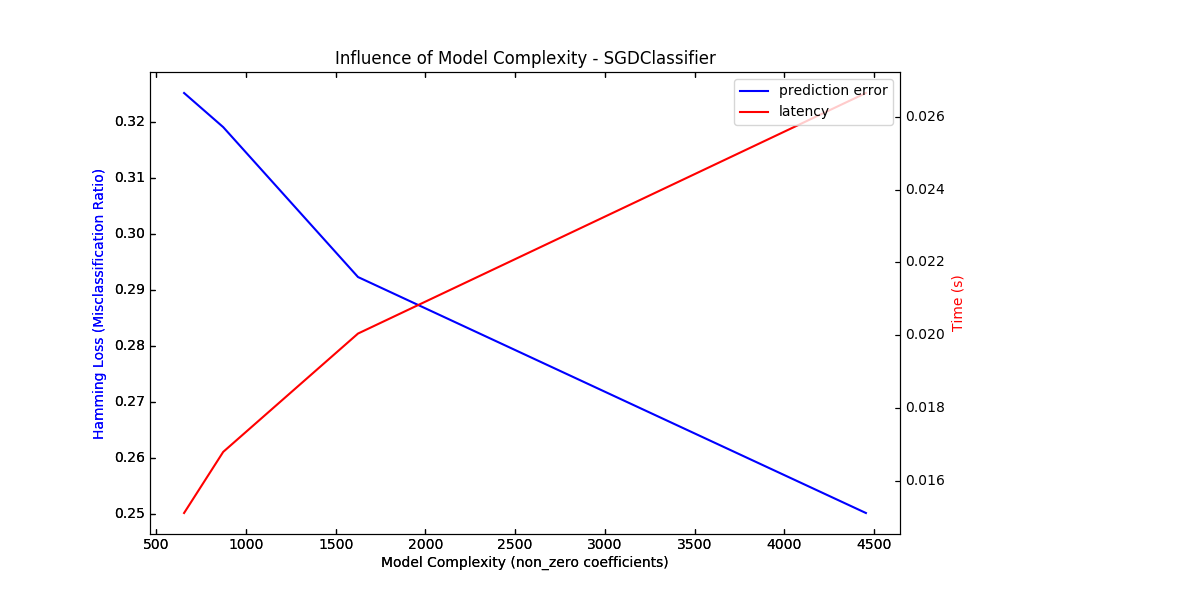 Influence of Model Complexity - SGDClassifier
prediction error
latency
0.32
0.31
0.30
0.29
0.28
0.27
0.26
0.25
Hamming Loss (Misclassification Ratio)
0.026
0.024
0.022
0.020
0.018
0.016
Time (s)
500 1000 1500 2000 2500 3000 3500 4000 4500
Model Complexity (non_zero coefficients)